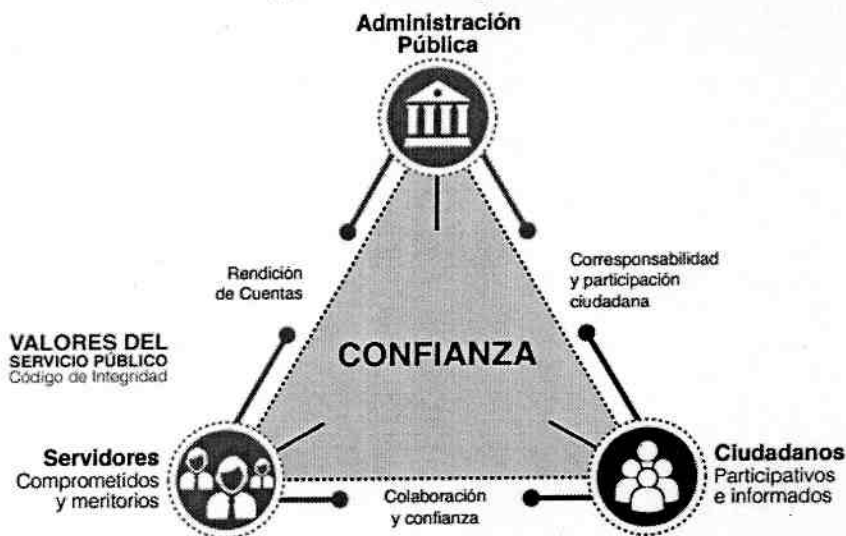 Administración
Pública
Rendición
de Cuentas
Corresponsabilidad
y participación
ciudadana
VALORES DEL
SERVICIO PÚBLICO
Código de Integridad
CONFIANZA
Servidores
Comprometidos
y meritorios
Colaboración
y confianza
Ciudadanos
Participativos
e informados